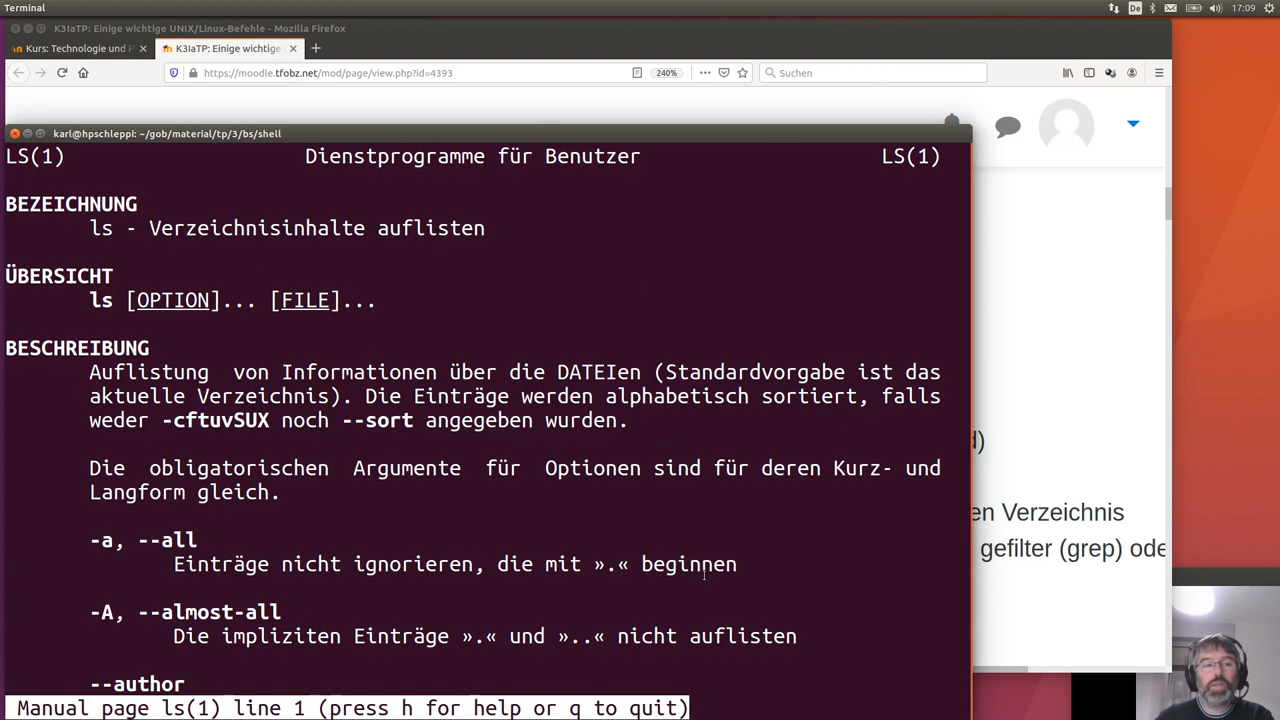 Terminal
De
17:09
K3IaTP: Einige wichtige UNIX/Linux-Befehle - Mozilla Firefox
Kurs: Technologie und P
K3IaTP: Einige wichtige
https://moodle.tfobz.net/mod/page/view.php?id=4393
240%
Suchen
karl@hpschleppi: ~/gob/material/tp/3/bs/shell
LS(1) Dienstprogramme für Benutzer LS(1)
BEZEICHNUNG
ls - Verzeichnisinhalte auflisten
ÜBERSICHT
ls [OPTION]... [FILE]...
BESCHREIBUNG
Auflistung von Informationen über die DATEIen (Standardvorgabe ist das
aktuelle Verzeichnis). Die Einträge werden alphabetisch sortiert, falls
weder -cftuvSUX noch --sort angegeben wurden.
Die obligatorischen Argumente für Optionen sind für deren Kurz- und
Langform gleich.
-a, --all
Einträge nicht ignorieren, die mit ».« beginnen
-A, --almost-all
Die impliziten Einträge ».« und »..« nicht auflisten
--author
Manual page ls(1) line 1 (press h for help or q to quit)
d)
en Verzeichnis
gefilter (grep) ode